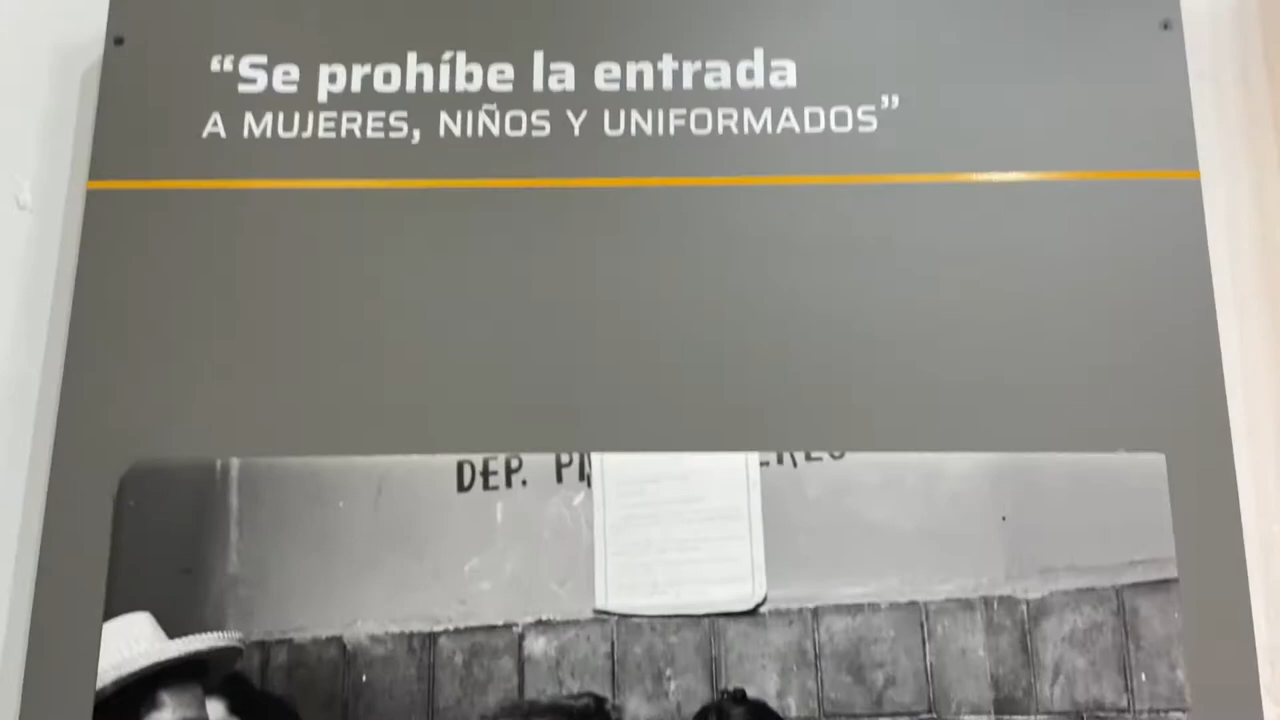 “Se prohíbe la entrada
A MUJERES, NIÑOS Y UNIFORMADOS”
DEP.